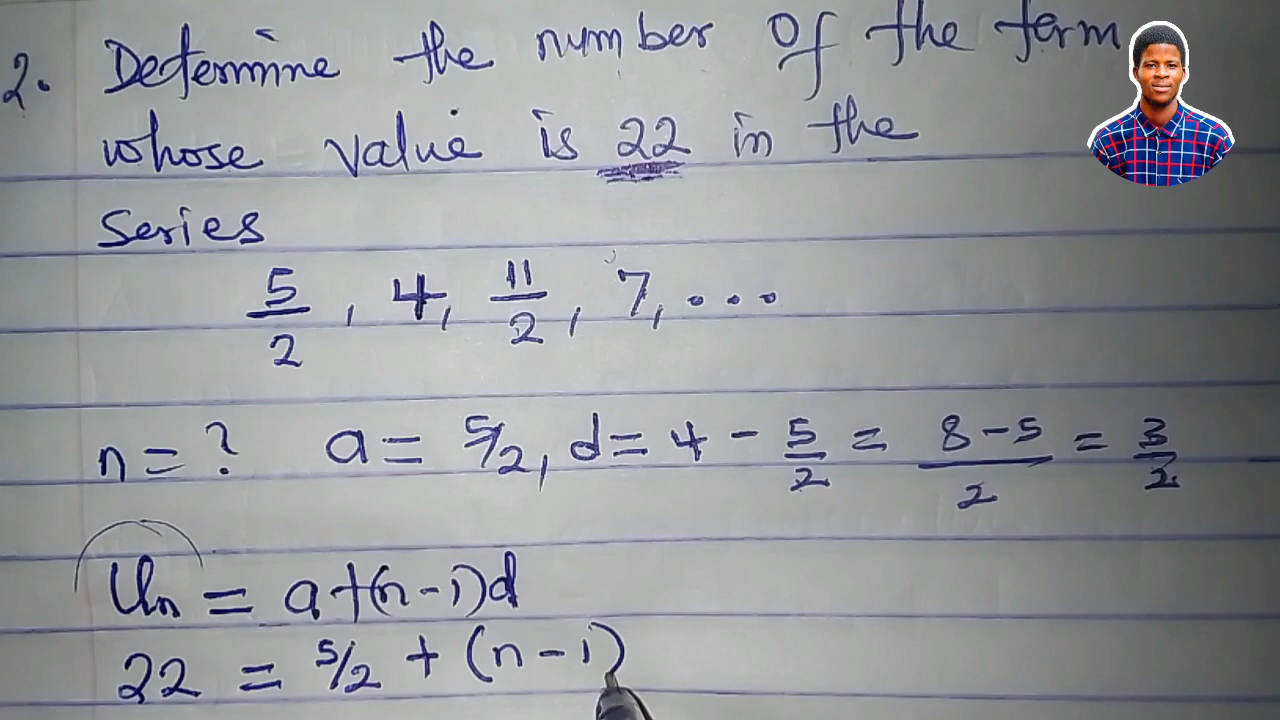 2. Determine the number of the term
whose value is 22 in the
Series
5/2, 4, 11/2, 7, ...
n = ? a = 5/2, d = 4 - 5/2 = (8-5)/2 = 3/2
Un = a+(n-1)d
22 = 5/2 + (n-1)